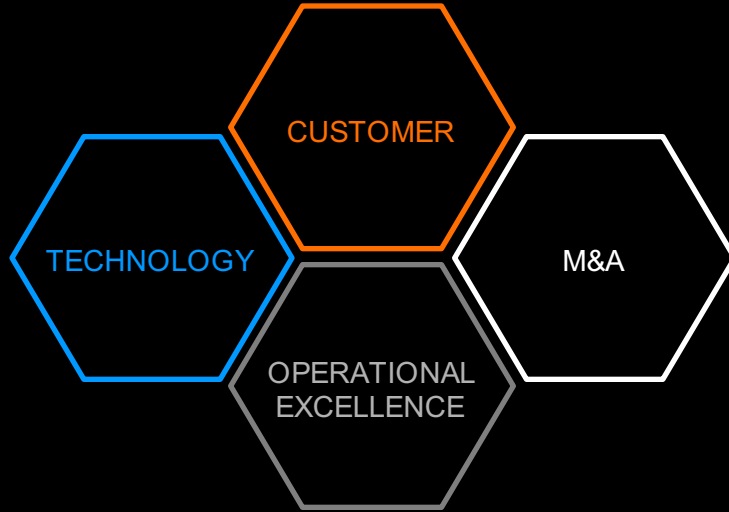 CUSTOMER
TECHNOLOGY
M&A
OPERATIONAL
EXCELLENCE